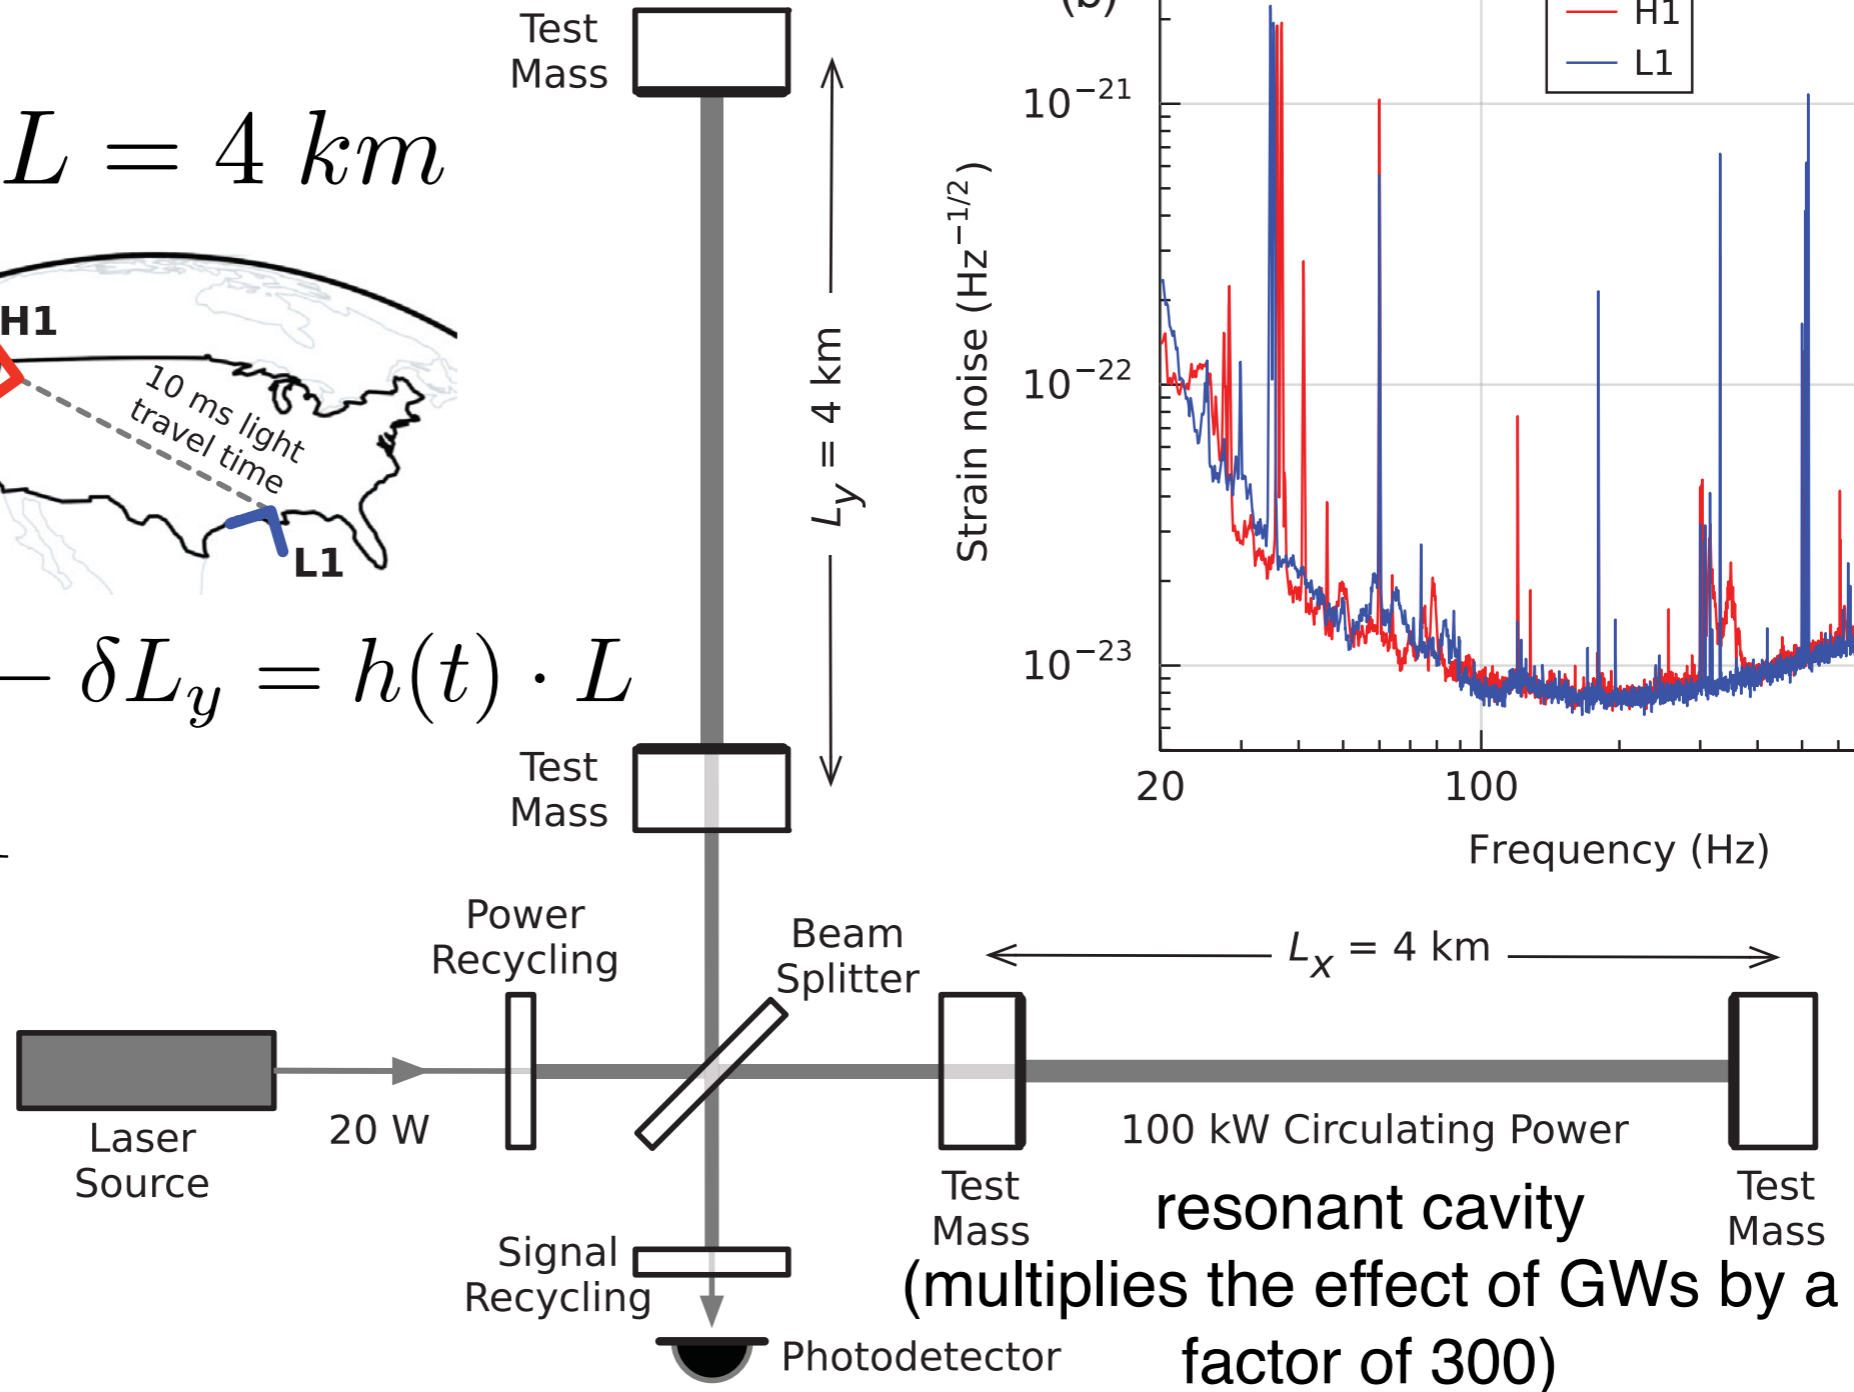 Test
Mass
L = 4 km
H1
10 ms light
travel time
L1
− δL_y = h(t) · L
L_y = 4 km
Test
Mass
(b)
H1
L1
10⁻²¹
10⁻²²
10⁻²³
Strain noise (Hz⁻¹/²)
20
100
Frequency (Hz)
Power
Recycling
Beam
Splitter
L_x = 4 km
Laser
Source
20 W
100 kW Circulating Power
Test
Mass
Test
Mass
resonant cavity
(multiplies the effect of GWs by a
factor of 300)
Signal
Recycling
Photodetector